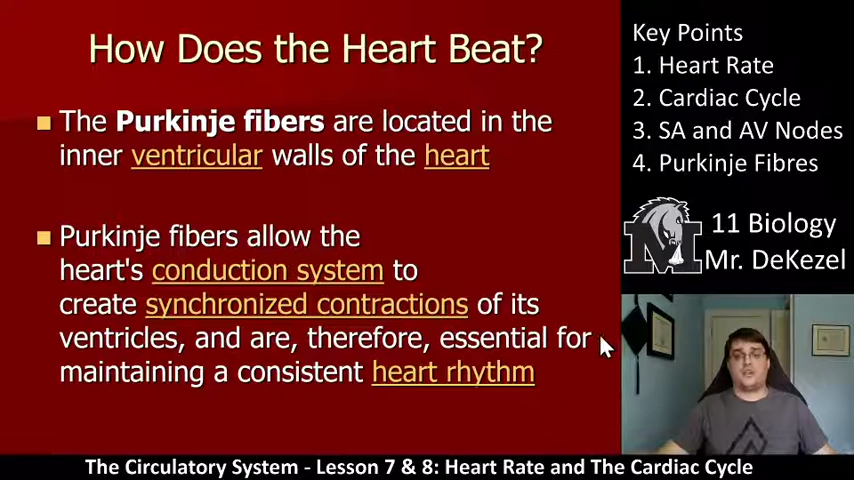 How Does the Heart Beat?
The Purkinje fibers are located in the
inner ventricular walls of the heart
Purkinje fibers allow the
heart's conduction system to
create synchronized contractions of its
ventricles, and are, therefore, essential for
maintaining a consistent heart rhythm
Key Points
1. Heart Rate
2. Cardiac Cycle
3. SA and AV Nodes
4. Purkinje Fibres
M
11 Biology
Mr. DeKezel
The Circulatory System - Lesson 7 & 8: Heart Rate and The Cardiac Cycle